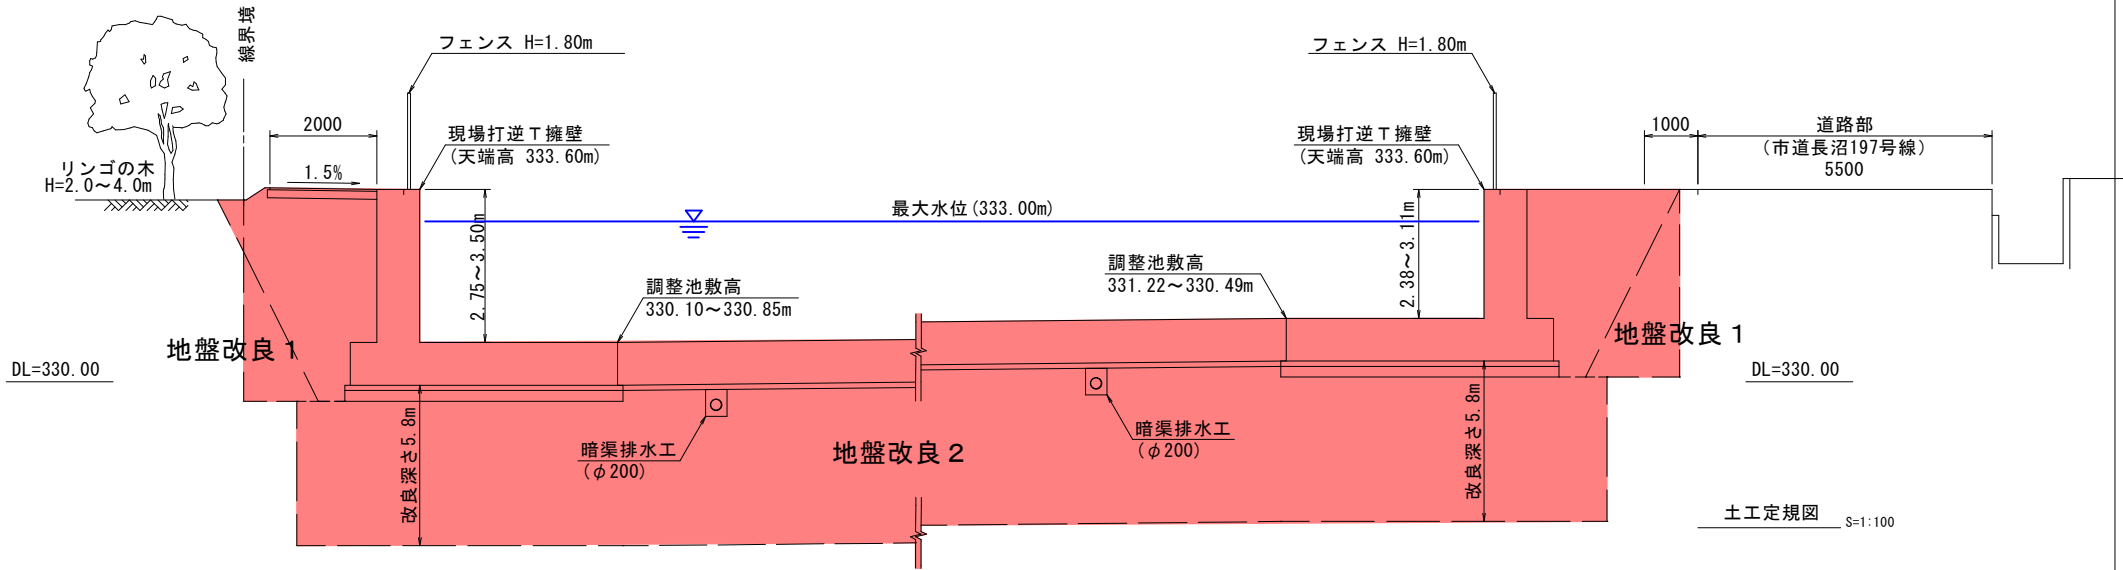 境界線
フェンス H=1.80m
フェンス H=1.80m
2000
現場打逆T擁壁
(天端高 333.60m)
現場打逆T擁壁
(天端高 333.60m)
1000
道路部
(市道長沼197号線)
5500
リンゴの木
H=2.0～4.0m
1.5%
最大水位(333.00m)
2.75～3.50m
2.38～3.11m
調整池敷高
330.10～330.85m
調整池敷高
331.22～330.49m
地盤改良1
地盤改良1
DL=330.00
DL=330.00
改良深さ5.8m
暗渠排水工
(φ200)
地盤改良2
暗渠排水工
(φ200)
改良深さ5.8m
土工定規図 S=1:100